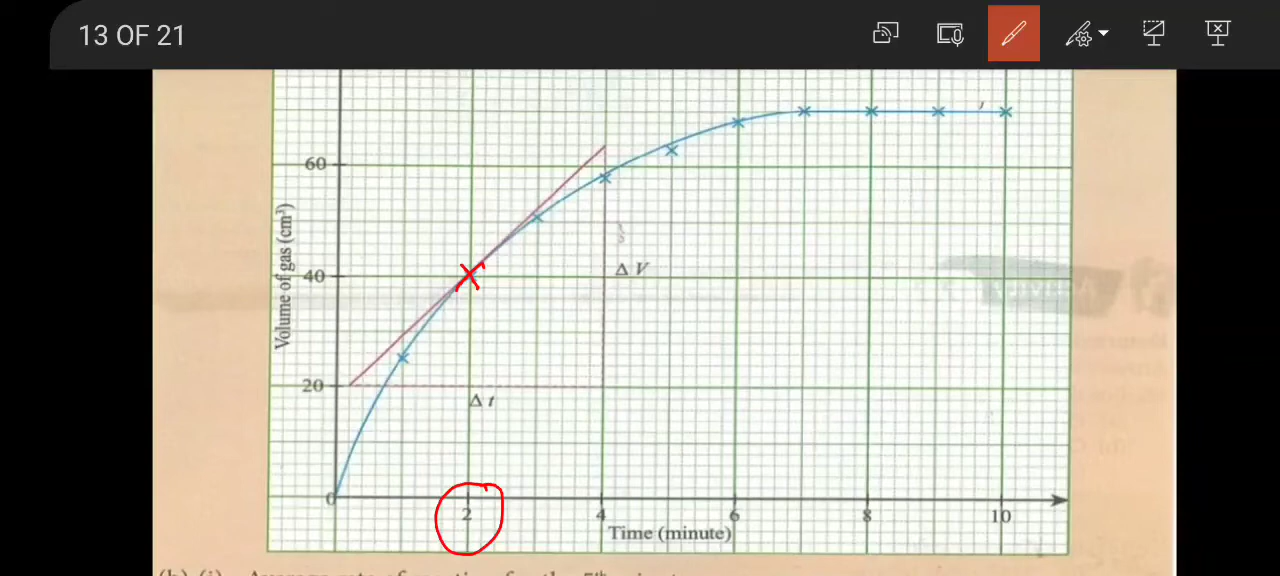 13 OF 21
60
40
20
0
Volume of gas (cm³)
Δ V
Δ t
2
4
6
8
10
Time (minute)